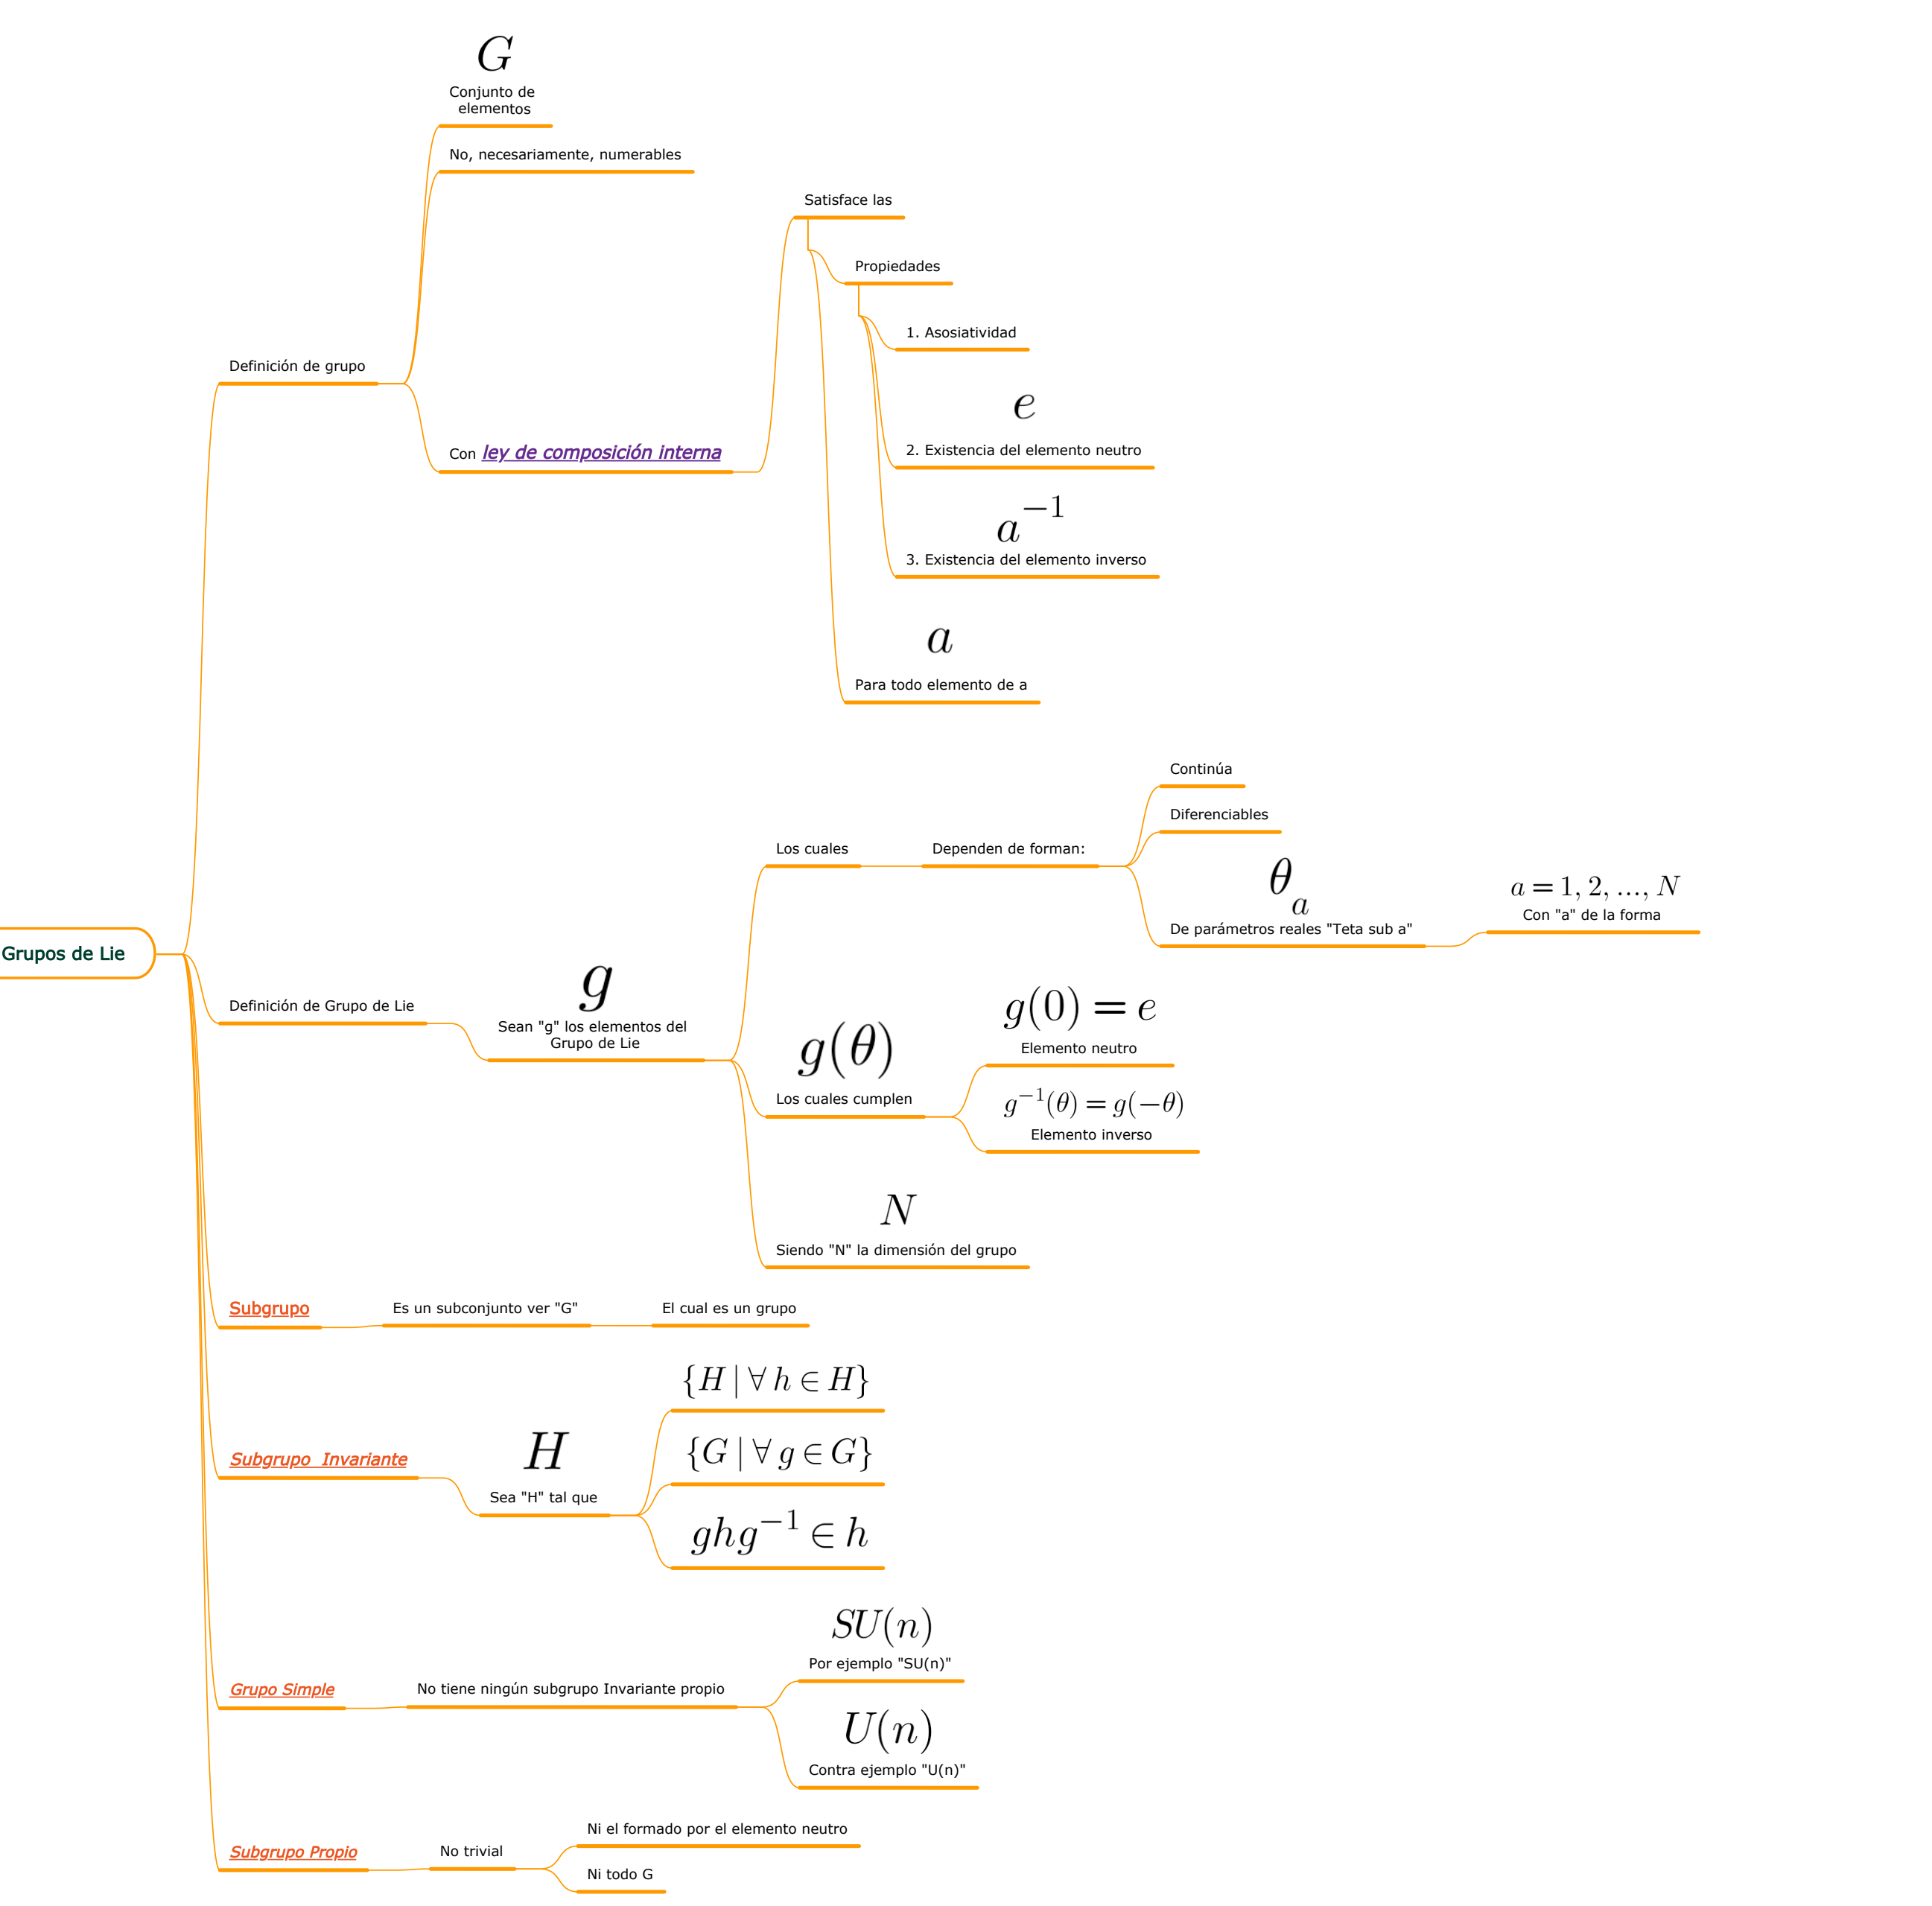 Grupos de Lie
Definición de grupo
G
Conjunto de
elementos
No, necesariamente, numerables
Con ley de composición interna
Satisface las
Propiedades
1. Asosiatividad
e
2. Existencia del elemento neutro
a⁻¹
3. Existencia del elemento inverso
a
Para todo elemento de a
Definición de Grupo de Lie
g
Sean "g" los elementos del
Grupo de Lie
Los cuales
Dependen de forman:
Continúa
Diferenciables
θₐ
De parámetros reales "Teta sub a"
a = 1, 2, ..., N
Con "a" de la forma
g(θ)
Los cuales cumplen
g(0) = e
Elemento neutro
g⁻¹(θ) = g(−θ)
Elemento inverso
N
Siendo "N" la dimensión del grupo
Subgrupo
Es un subconjunto ver "G"
El cual es un grupo
Subgrupo  Invariante
H
Sea "H" tal que
{H | ∀ h ∈ H}
{G | ∀ g ∈ G}
ghg⁻¹ ∈ h
Grupo Simple
No tiene ningún subgrupo Invariante propio
SU(n)
Por ejemplo "SU(n)"
U(n)
Contra ejemplo "U(n)"
Subgrupo Propio
No trivial
Ni el formado por el elemento neutro
Ni todo G